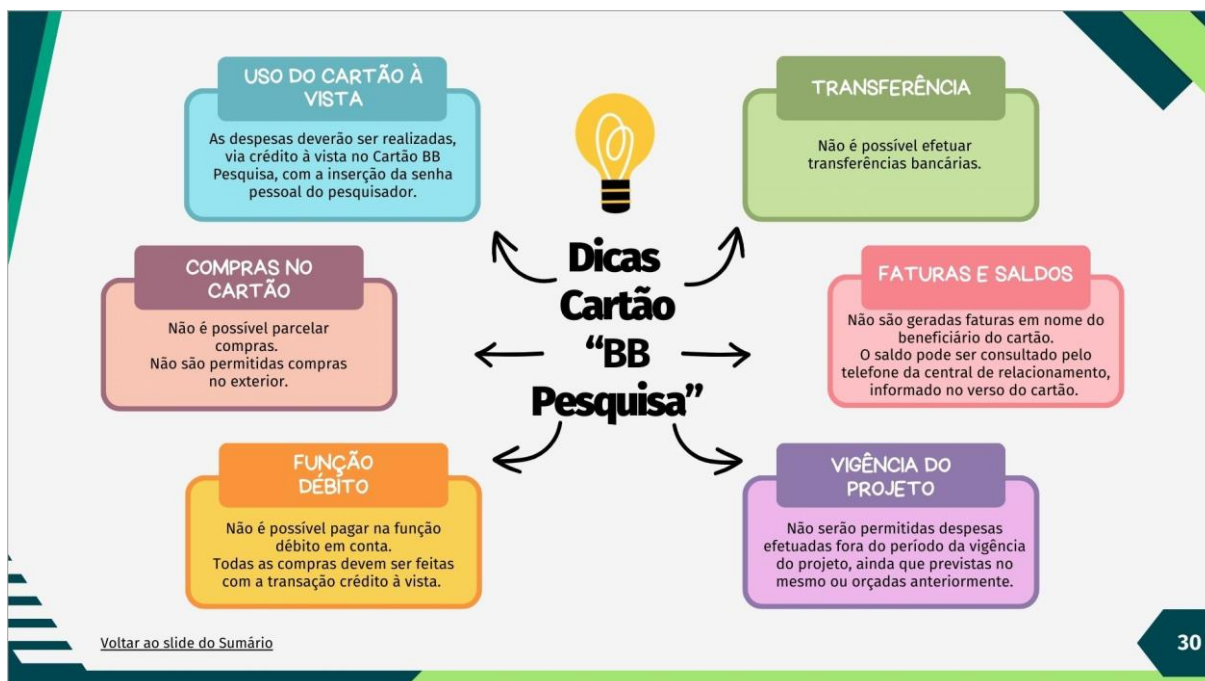 USO DO CARTÃO À
VISTA
As despesas deverão ser realizadas,
via crédito à vista no Cartão BB
Pesquisa, com a inserção da senha
pessoal do pesquisador.
TRANSFERÊNCIA
Não é possível efetuar
transferências bancárias.
Dicas
Cartão
“BB
Pesquisa”
COMPRAS NO
CARTÃO
Não é possível parcelar
compras.
Não são permitidas compras
no exterior.
FATURAS E SALDOS
Não são geradas faturas em nome do
beneficiário do cartão.
O saldo pode ser consultado pelo
telefone da central de relacionamento,
informado no verso do cartão.
FUNÇÃO
DÉBITO
Não é possível pagar na função
débito em conta.
Todas as compras devem ser feitas
com a transação crédito à vista.
VIGÊNCIA DO
PROJETO
Não serão permitidas despesas
efetuadas fora do período da vigência
do projeto, ainda que previstas no
mesmo ou orçadas anteriormente.
Voltar ao slide do Sumário
30